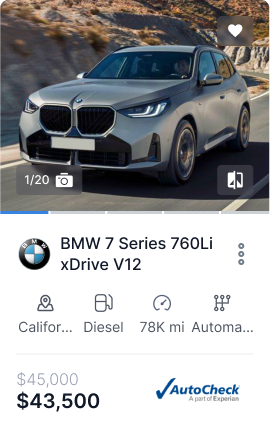 1/20
BMW
BMW 7 Series 760Li
xDrive V12
Califor...
Diesel
78K mi
Automa...
$45,000
$43,500
AutoCheck
A part of Experian